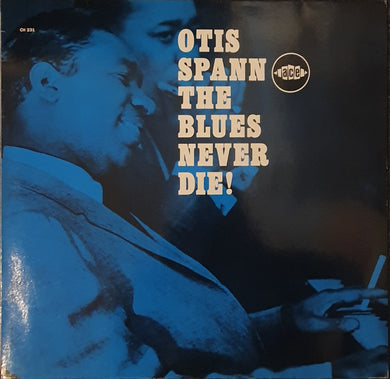 CH 231
OTIS
SPANN
ace
THE
BLUES
NEVER
DIE!